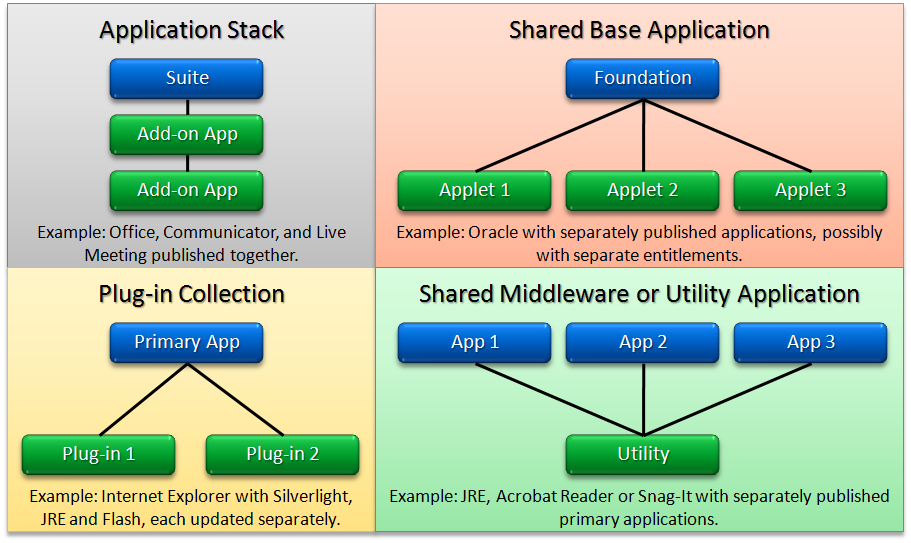 Application Stack
Suite
Add-on App
Add-on App
Example: Office, Communicator, and Live
Meeting published together.
Shared Base Application
Foundation
Applet 1
Applet 2
Applet 3
Example: Oracle with separately published applications, possibly
with separate entitlements.
Plug-in Collection
Primary App
Plug-in 1
Plug-in 2
Example: Internet Explorer with Silverlight,
JRE and Flash, each updated separately.
Shared Middleware or Utility Application
App 1
App 2
App 3
Utility
Example: JRE, Acrobat Reader or Snag-It with separately published
primary applications.